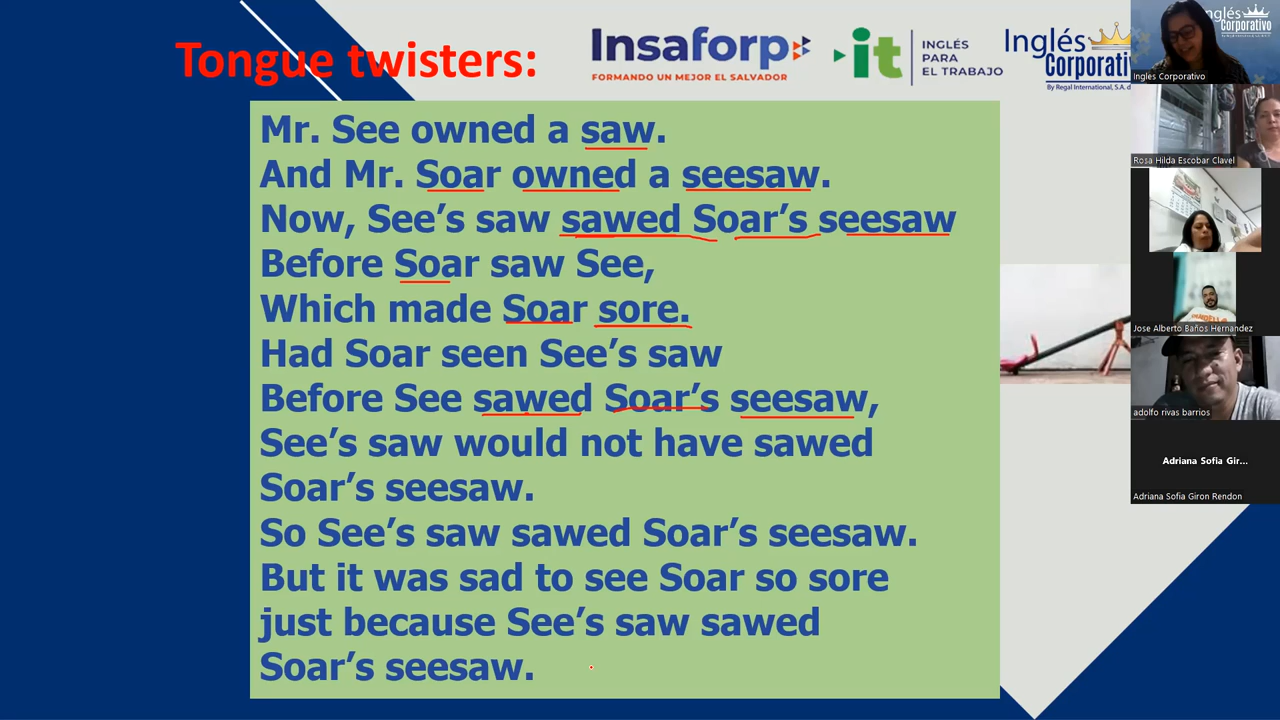 Tongue twisters:
Insaforp
FORMANDO UN MEJOR EL SALVADOR
it
INGLÉS
PARA
EL TRABAJO
Inglés
Corporati
By Regal International, S.A. d
Mr. See owned a saw.
And Mr. Soar owned a seesaw.
Now, See’s saw sawed Soar’s seesaw
Before Soar saw See,
Which made Soar sore.
Had Soar seen See’s saw
Before See sawed Soar’s seesaw,
See’s saw would not have sawed
Soar’s seesaw.
So See’s saw sawed Soar’s seesaw.
But it was sad to see Soar so sore
just because See’s saw sawed
Soar’s seesaw.
nglés
Corporativo
Ingles Corporativo
Rosa Hilda Escobar Clavel
Jose Alberto Baños Hernandez
adolfo rivas barrios
Adriana Sofia Gir...
Adriana Sofia Giron Rendon